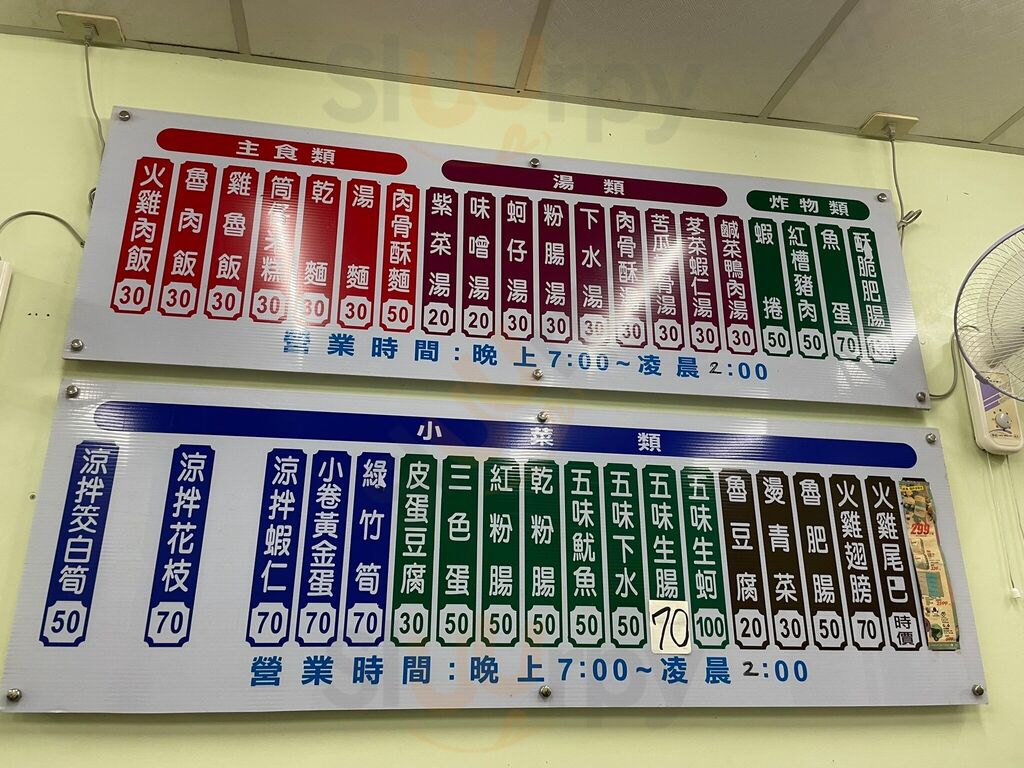 Sluurpy
主食類
湯類
炸物類
火雞肉飯 30
魯肉飯 30
雞魯飯 30
筒仔米糕 30
乾麵 30
湯麵 30
肉骨酥麵 50
紫菜湯 20
味噌湯 20
蚵仔湯 30
粉腸湯 30
下水湯 30
肉骨酥湯 30
苦瓜排骨湯 30
茭菜蝦仁湯 30
鹹菜鴨肉湯 30
蝦捲 50
紅槽豬肉 50
魚蛋 70
酥脆肥腸
營業時間:晚上7:00~凌晨2:00
小菜類
涼拌筊白筍 50
涼拌花枝 70
涼拌蝦仁 70
小卷黃金蛋 70
綠竹筍 70
皮蛋豆腐 30
三色蛋 50
紅粉腸 50
乾粉腸 50
五味魷魚 50
五味下水 50
五味生腸 70
五味生蚵 100
魯豆腐 20
燙青菜 30
魯肥腸 50
火雞翅膀 70
火雞尾巴 時價
299
營業時間:晚上7:00~凌晨2:00
Sluurpy